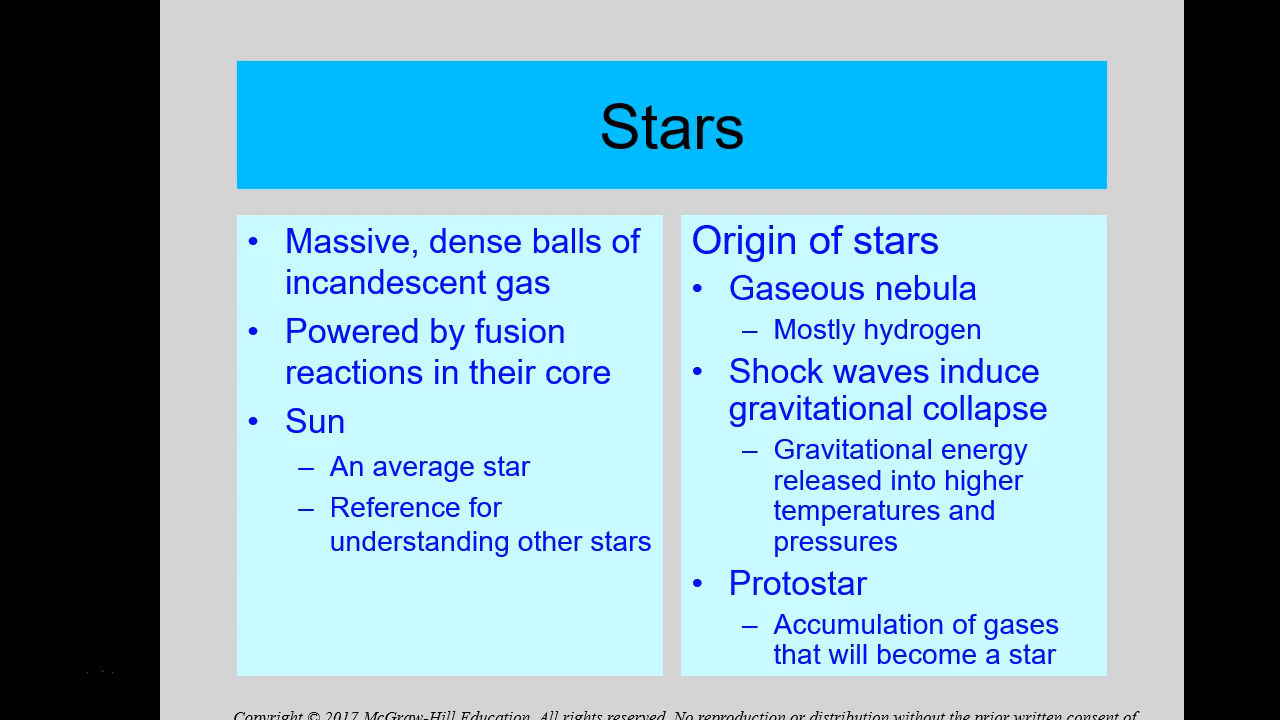 Stars
• Massive, dense balls of
incandescent gas
• Powered by fusion
reactions in their core
• Sun
– An average star
– Reference for
understanding other stars
Origin of stars
• Gaseous nebula
– Mostly hydrogen
• Shock waves induce
gravitational collapse
– Gravitational energy
released into higher
temperatures and
pressures
• Protostar
– Accumulation of gases
that will become a star
Copyright © 2017 McGraw-Hill Education. All rights reserved. No reproduction or distribution without the prior written consent of